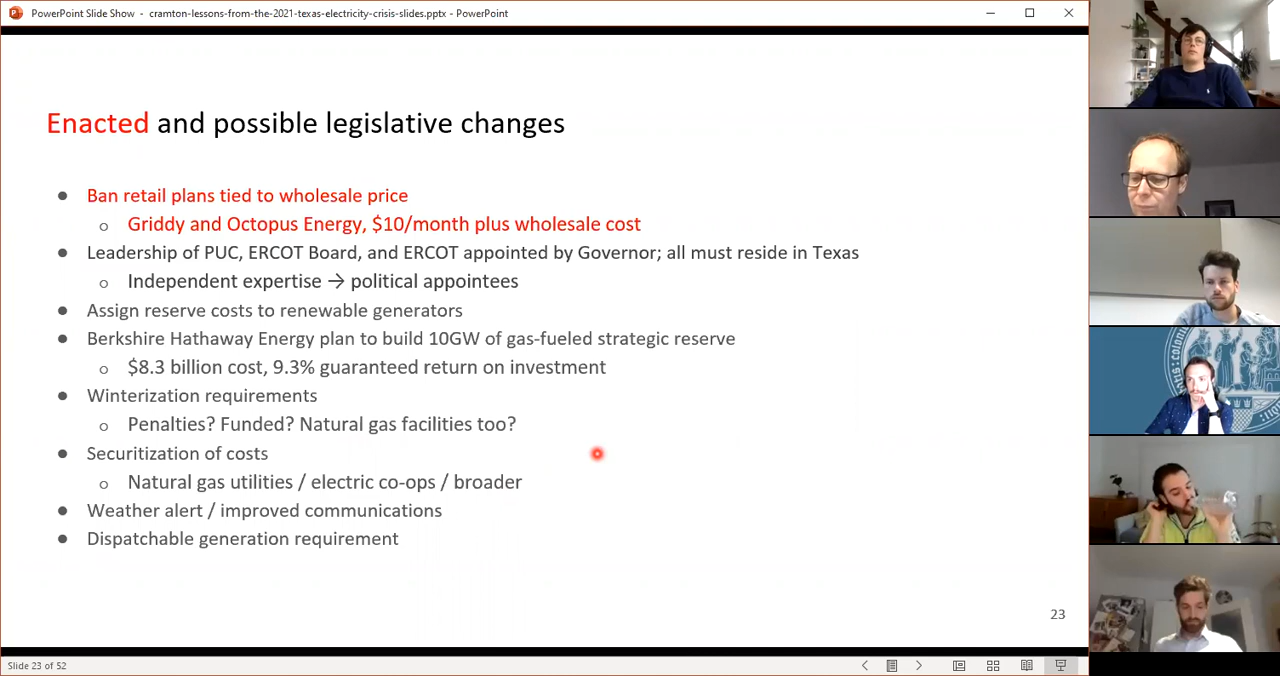 PowerPoint Slide Show - cramton-lessons-from-the-2021-texas-electricity-crisis-slides.pptx - PowerPoint
Enacted and possible legislative changes
● Ban retail plans tied to wholesale price
○ Griddy and Octopus Energy, $10/month plus wholesale cost
● Leadership of PUC, ERCOT Board, and ERCOT appointed by Governor; all must reside in Texas
○ Independent expertise → political appointees
● Assign reserve costs to renewable generators
● Berkshire Hathaway Energy plan to build 10GW of gas-fueled strategic reserve
○ $8.3 billion cost, 9.3% guaranteed return on investment
● Winterization requirements
○ Penalties? Funded? Natural gas facilities too?
● Securitization of costs
○ Natural gas utilities / electric co-ops / broader
● Weather alert / improved communications
● Dispatchable generation requirement
23
Slide 23 of 52